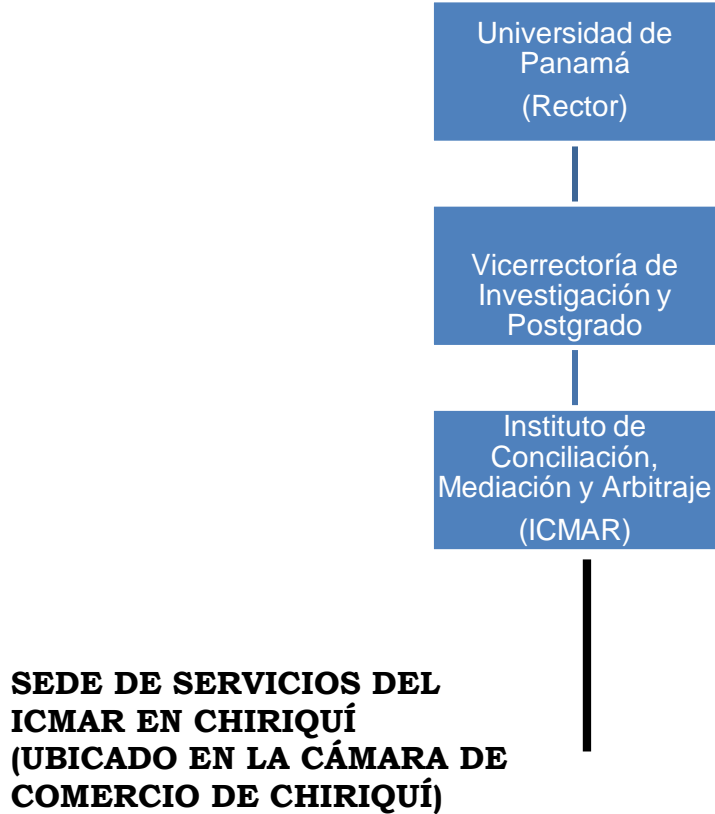 Universidad de
Panamá
(Rector)
Vicerrectoría de
Investigación y
Postgrado
Instituto de
Conciliación,
Mediación y Arbitraje
(ICMAR)
SEDE DE SERVICIOS DEL
ICMAR EN CHIRIQUÍ
(UBICADO EN LA CÁMARA DE
COMERCIO DE CHIRIQUÍ)